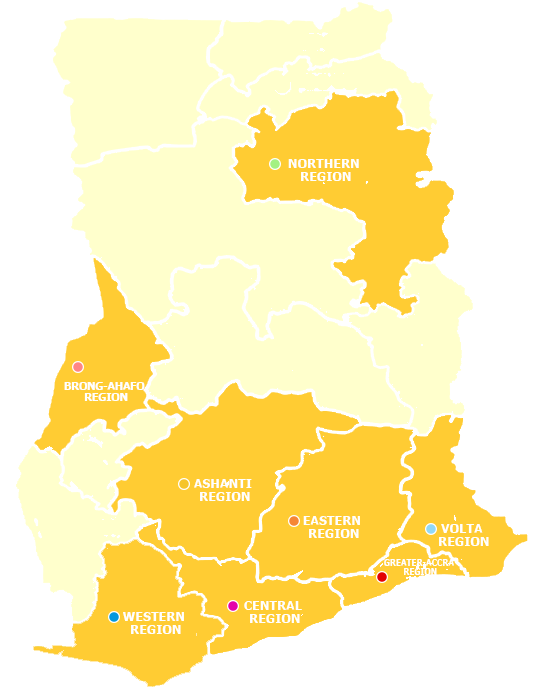 NORTHERN
REGION
BRONG-AHAFO
REGION
ASHANTI
REGION
EASTERN
REGION
VOLTA
REGION
GREATER ACCRA
REGION
CENTRAL
REGION
WESTERN
REGION